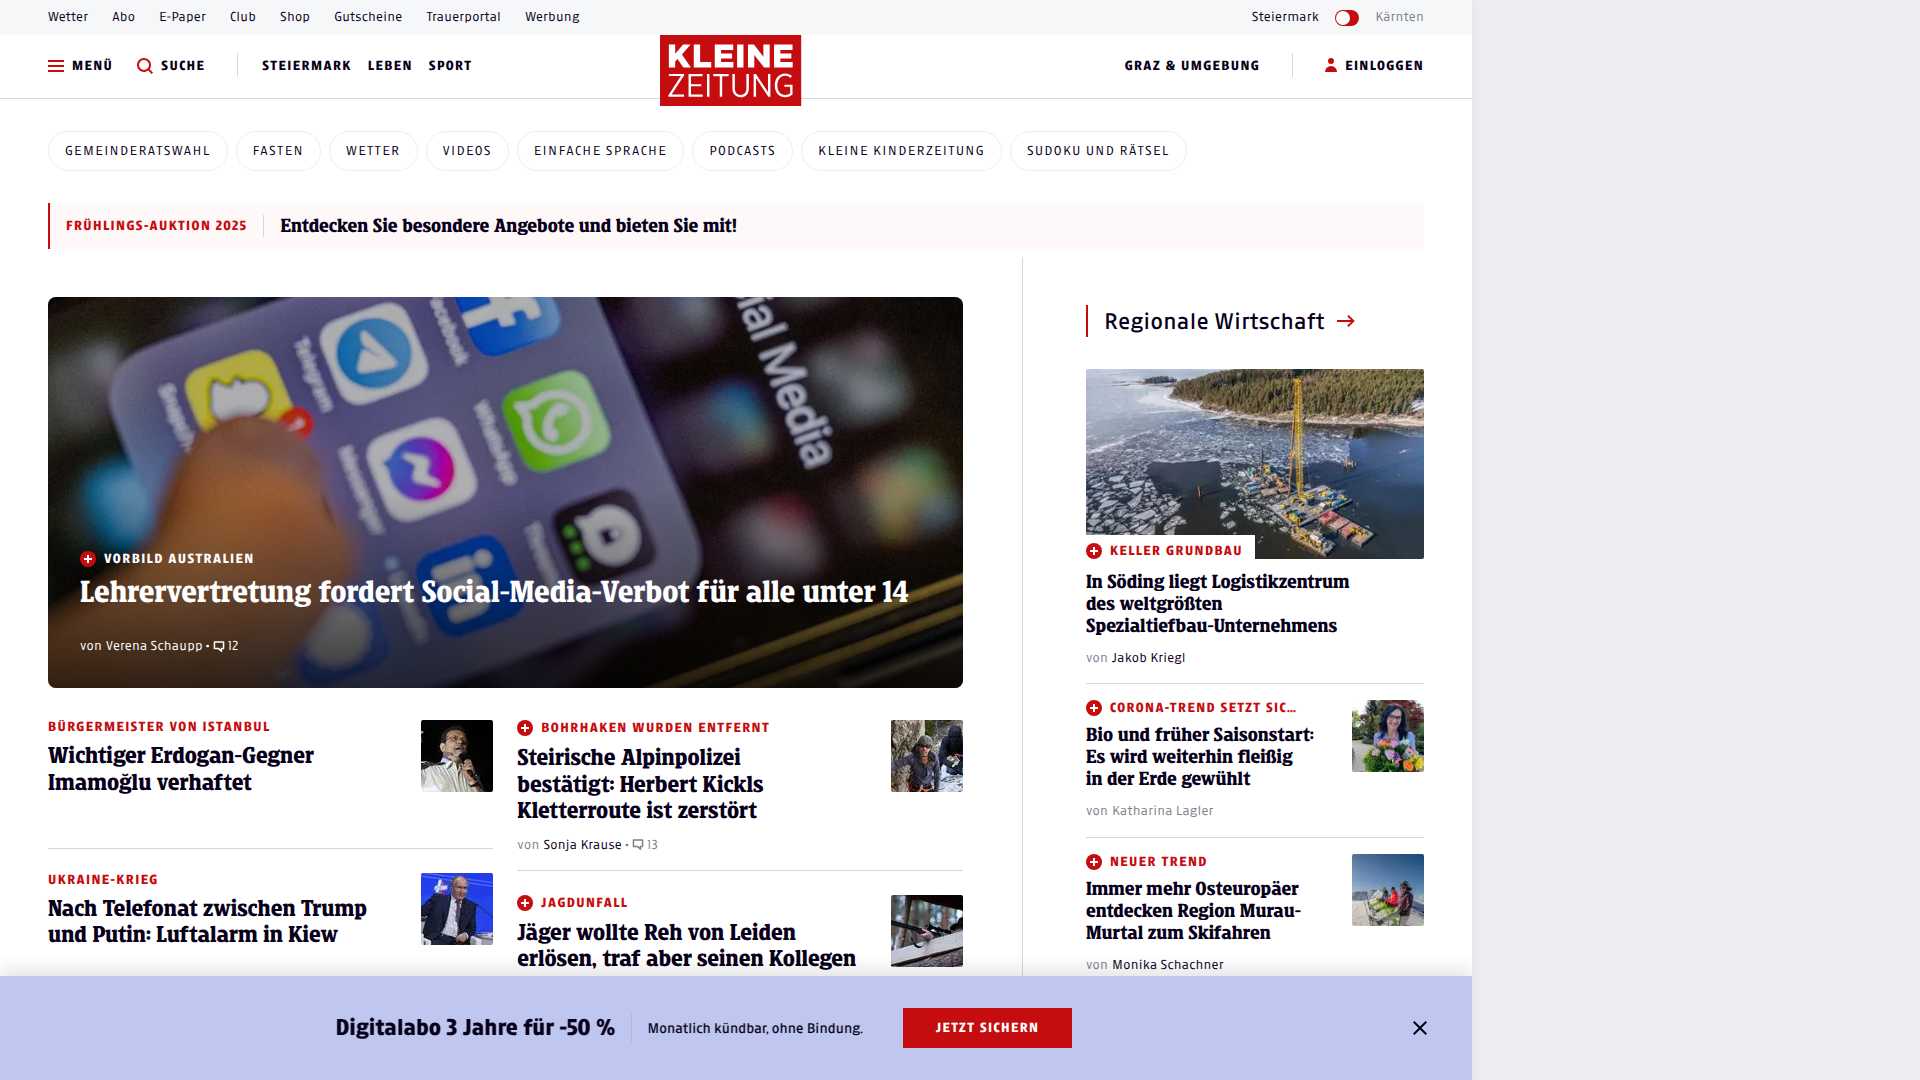 Wetter Abo E-Paper Club Shop Gutscheine Trauerportal Werbung Steiermark Kärnten
MENÜ SUCHE STEIERMARK LEBEN SPORT KLEINE ZEITUNG GRAZ & UMGEBUNG EINLOGGEN
GEMEINDERATSWAHL FASTEN WETTER VIDEOS EINFACHE SPRACHE PODCASTS KLEINE KINDERZEITUNG SUDOKU UND RÄTSEL
FRÜHLINGS-AUKTION 2025 Entdecken Sie besondere Angebote und bieten Sie mit!
Facebook
Telegram
WhatsApp
Messenger
Social Media
VORBILD AUSTRALIEN
Lehrervertretung fordert Social-Media-Verbot für alle unter 14
von Verena Schaupp • 12
BÜRGERMEISTER VON ISTANBUL
Wichtiger Erdogan-Gegner
Imamoğlu verhaftet
BOHRHAKEN WURDEN ENTFERNT
Steirische Alpinpolizei
bestätigt: Herbert Kickls
Kletterroute ist zerstört
von Sonja Krause • 13
UKRAINE-KRIEG
Nach Telefonat zwischen Trump
und Putin: Luftalarm in Kiew
JAGDUNFALL
Jäger wollte Reh von Leiden
erlösen, traf aber seinen Kollegen
Regionale Wirtschaft
KELLER GRUNDBAU
In Söding liegt Logistikzentrum
des weltgrößten
Spezialtiefbau-Unternehmens
von Jakob Kriegl
CORONA-TREND SETZT SIC...
Bio und früher Saisonstart:
Es wird weiterhin fleißig
in der Erde gewühlt
von Katharina Lagler
NEUER TREND
Immer mehr Osteuropäer
entdecken Region Murau-
Murtal zum Skifahren
von Monika Schachner
Digitalabo 3 Jahre für -50 % Monatlich kündbar, ohne Bindung. JETZT SICHERN